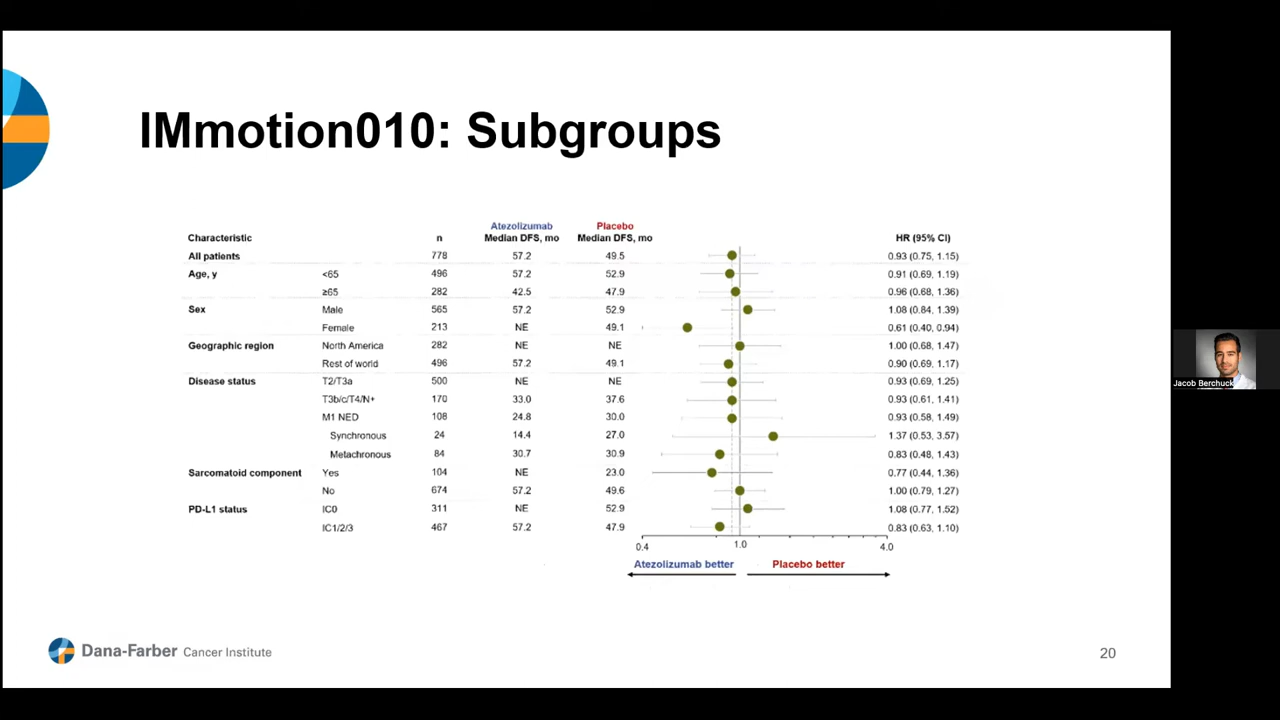 IMmotion010: Subgroups
Atezolizumab Placebo
Characteristic n Median DFS, mo Median DFS, mo HR (95% CI)
All patients 778 57.2 49.5 0.93 (0.75, 1.15)
Age, y <65 496 57.2 52.9 0.91 (0.69, 1.19)
≥65 282 42.5 47.9 0.96 (0.68, 1.36)
Sex Male 565 57.2 52.9 1.08 (0.84, 1.39)
Female 213 NE 49.1 0.61 (0.40, 0.94)
Geographic region North America 282 NE NE 1.00 (0.68, 1.47)
Rest of world 496 57.2 49.1 0.90 (0.69, 1.17)
Disease status T2/T3a 500 NE NE 0.93 (0.69, 1.25)
T3b/c/T4/N+ 170 33.0 37.6 0.93 (0.61, 1.41)
M1 NED 108 24.8 30.0 0.93 (0.58, 1.49)
Synchronous 24 14.4 27.0 1.37 (0.53, 3.57)
Metachronous 84 30.7 30.9 0.83 (0.48, 1.43)
Sarcomatoid component Yes 104 NE 23.0 0.77 (0.44, 1.36)
No 674 57.2 49.6 1.00 (0.79, 1.27)
PD-L1 status IC0 311 NE 52.9 1.08 (0.77, 1.52)
IC1/2/3 467 57.2 47.9 0.83 (0.63, 1.10)
0.4 1.0 4.0
Atezolizumab better Placebo better
Dana-Farber Cancer Institute
20
Jacob Berchuck